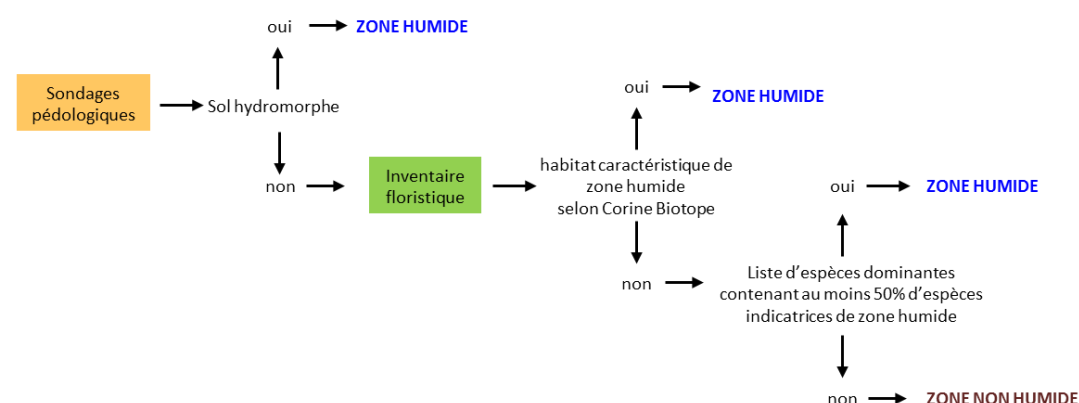 oui
ZONE HUMIDE
Sondages
pédologiques
Sol hydromorphe
non
Inventaire
floristique
oui
ZONE HUMIDE
habitat caractéristique de
zone humide
selon Corine Biotope
non
oui
ZONE HUMIDE
Liste d’espèces dominantes
contenant au moins 50% d’espèces
indicatrices de zone humide
non
ZONE NON HUMIDE